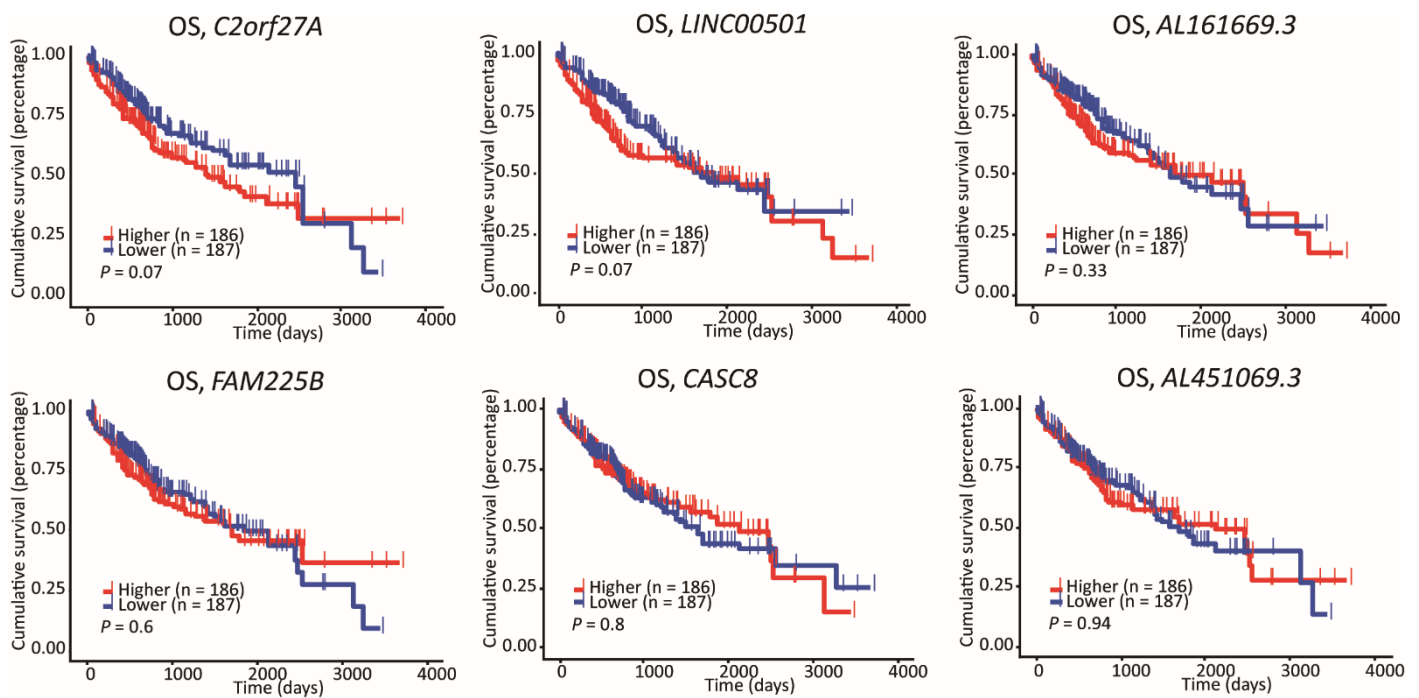 OS, C2orf27A
Cumulative survival (percentage)
1.00
0.75
0.50
0.25
0.00
Higher (n = 186)
Lower (n = 187)
P = 0.07
0 1000 2000 3000 4000
Time (days)
OS, LINC00501
Cumulative survival (percentage)
1.00
0.75
0.50
0.25
0.00
Higher (n = 186)
Lower (n = 187)
P = 0.07
0 1000 2000 3000 4000
Time (days)
OS, AL161669.3
Cumulative survival (percentage)
1.00
0.75
0.50
0.25
0.00
Higher (n = 186)
Lower (n = 187)
P = 0.33
0 1000 2000 3000 4000
Time (days)
OS, FAM225B
Cumulative survival (percentage)
1.00
0.75
0.50
0.25
0.00
Higher (n = 186)
Lower (n = 187)
P = 0.6
0 1000 2000 3000 4000
Time (days)
OS, CASC8
Cumulative survival (percentage)
1.00
0.75
0.50
0.25
0.00
Higher (n = 186)
Lower (n = 187)
P = 0.8
0 1000 2000 3000 4000
Time (days)
OS, AL451069.3
Cumulative survival (percentage)
1.00
0.75
0.50
0.25
0.00
Higher (n = 186)
Lower (n = 187)
P = 0.94
0 1000 2000 3000 4000
Time (days)